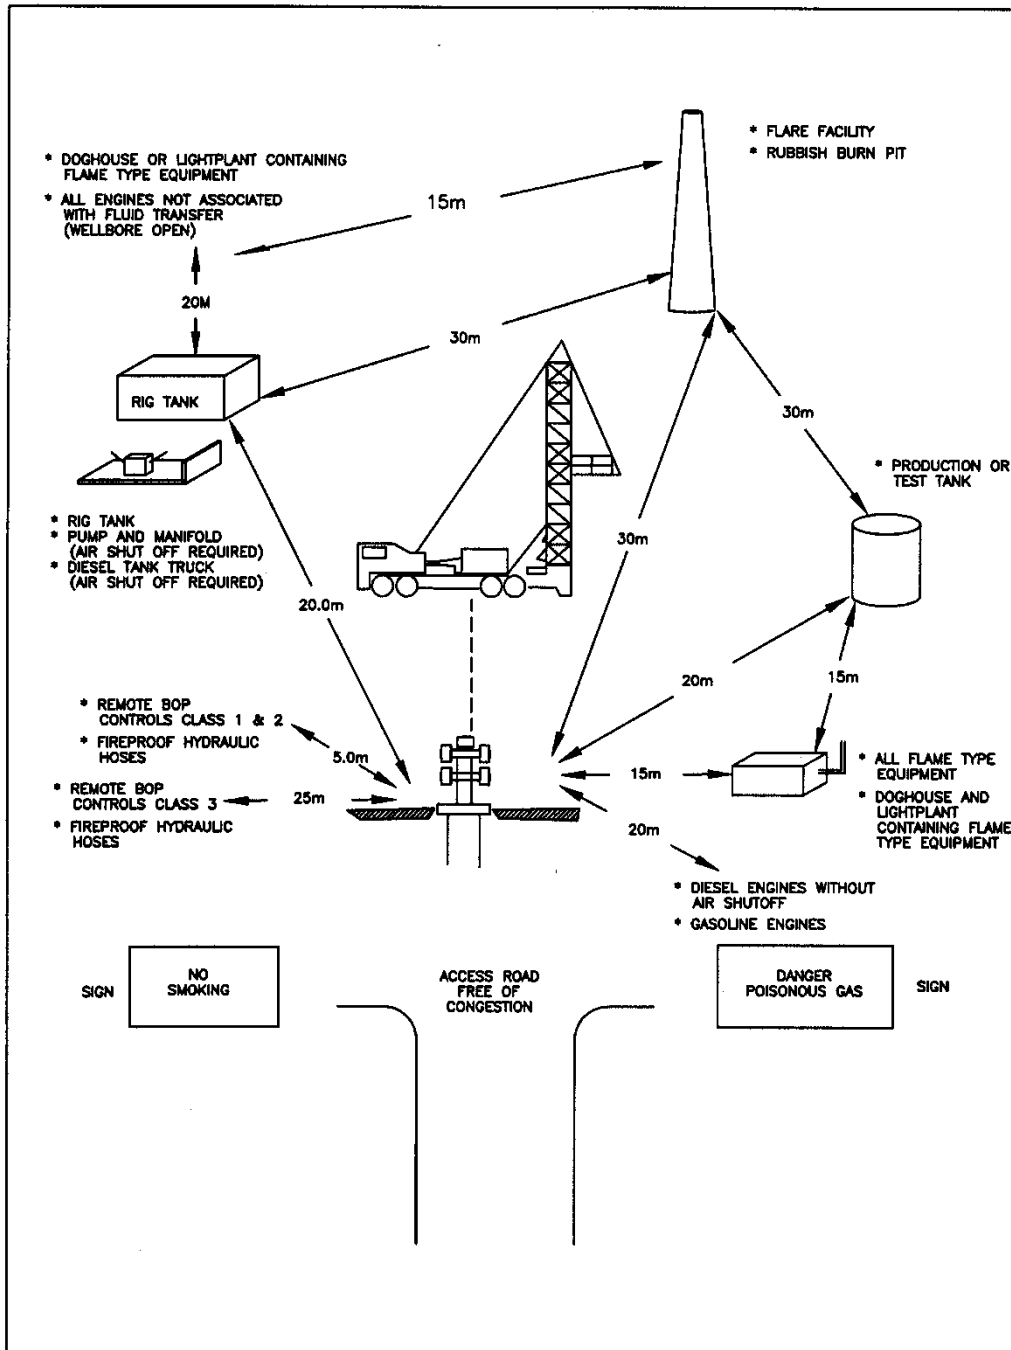 * FLARE FACILITY
* RUBBISH BURN PIT
* DOGHOUSE OR LIGHTPLANT CONTAINING
FLAME TYPE EQUIPMENT
* ALL ENGINES NOT ASSOCIATED
WITH FLUID TRANSFER
(WELLBORE OPEN)
15m
20M
30m
RIG TANK
30m
* PRODUCTION OR
TEST TANK
* RIG TANK
* PUMP AND MANIFOLD
(AIR SHUT OFF REQUIRED)
* DIESEL TANK TRUCK
(AIR SHUT OFF REQUIRED)
30m
20.0m
20m
15m
* REMOTE BOP
CONTROLS CLASS 1 & 2
* FIREPROOF HYDRAULIC
HOSES
5.0m
* REMOTE BOP
CONTROLS CLASS 3
* FIREPROOF HYDRAULIC
HOSES
25m
15m
* ALL FLAME TYPE
EQUIPMENT
* DOGHOUSE AND
LIGHTPLANT
CONTAINING FLAME
TYPE EQUIPMENT
20m
* DIESEL ENGINES WITHOUT
AIR SHUTOFF
* GASOLINE ENGINES
SIGN
NO
SMOKING
ACCESS ROAD
FREE OF
CONGESTION
DANGER
POISONOUS GAS
SIGN